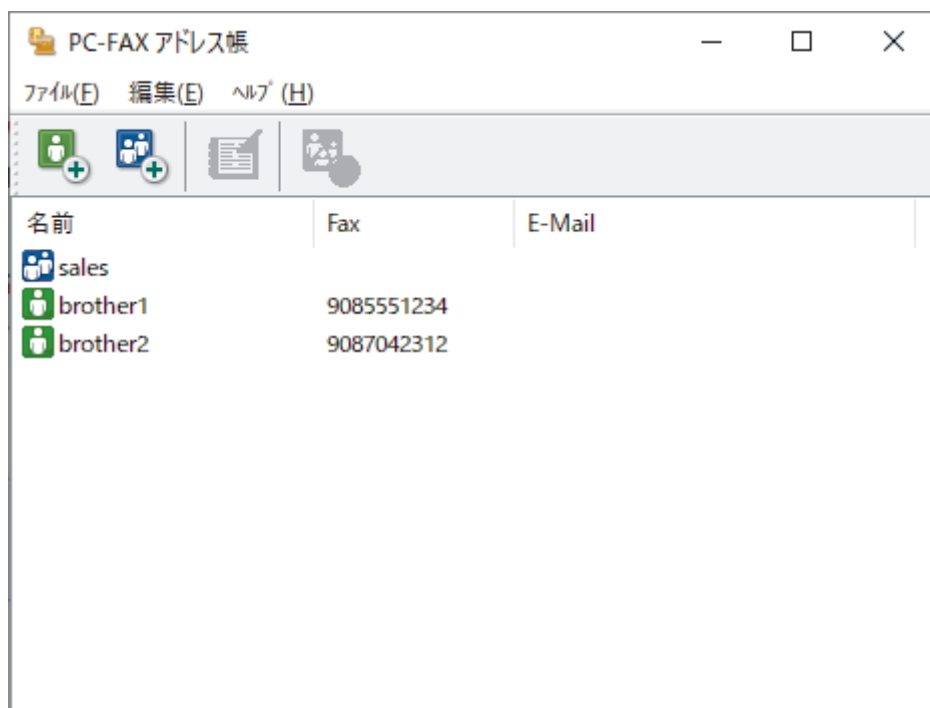 PC-FAX アドレス帳
ﾌｧｲﾙ(F) 編集(E) ﾍﾙﾌﾟ(H)
名前 Fax E-Mail
sales
brother1 9085551234
brother2 9087042312